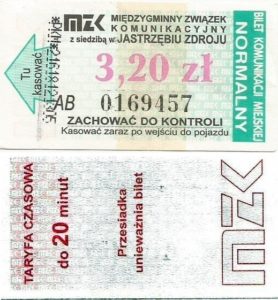 MZK MIĘDZYGMINNY ZWIĄZEK
KOMUNIKACYJNY
z siedzibą w JASTRZĘBIU ZDROJU
Tu kasować
3,20 zł
AB 0169457
ZACHOWAĆ DO KONTROLI
Kasować zaraz po wejściu do pojazdu
BILET KOMUNIKACJI MIEJSKIEJ
NORMALNY
TARYFA CZASOWA
do 20 minut
Przesiadka
unieważnia bilet
MZK